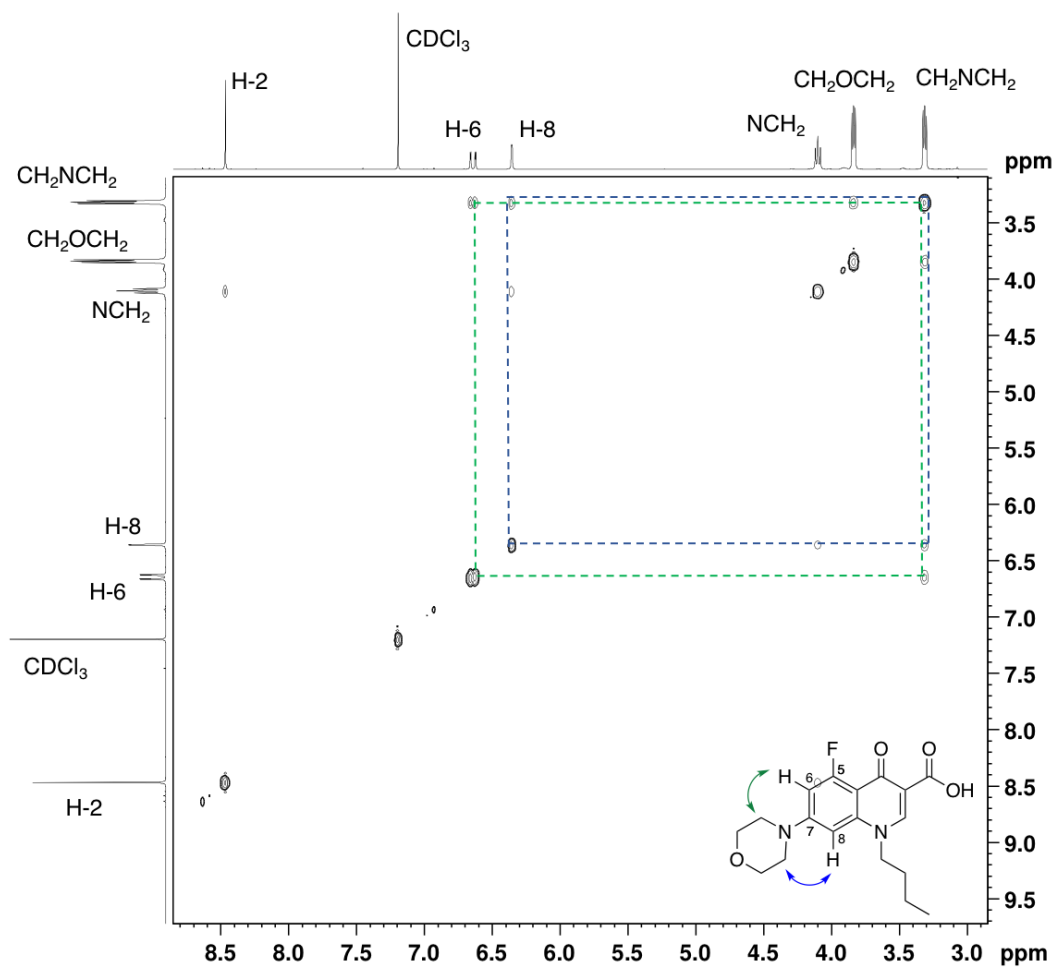 CDCl₃
H-2
CH₂OCH₂
CH₂NCH₂
H-6
H-8
NCH₂
ppm
CH₂NCH₂
3.5
CH₂OCH₂
4.0
NCH₂
4.5
5.0
5.5
6.0
H-8
6.5
H-6
7.0
CDCl₃
7.5
8.0
F
O
O
H
6
5
8.5
OH
H-2
N
7
8
N
9.0
O
H
9.5
8.5 8.0 7.5 7.0 6.5 6.0 5.5 5.0 4.5 4.0 3.5 3.0 ppm